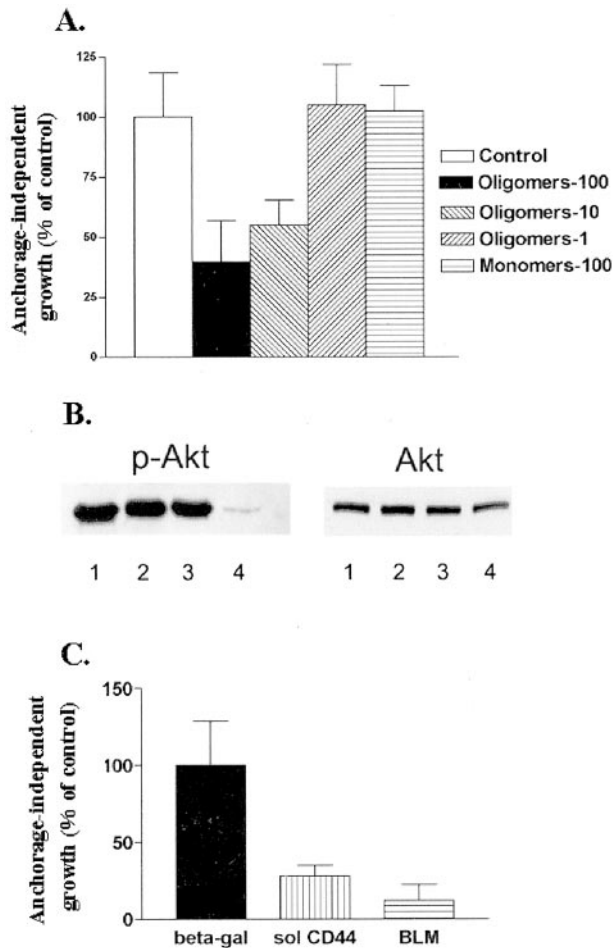 A.
Anchorage-independent
growth (% of control)
125
100
75
50
25
0
Control
Oligomers-100
Oligomers-10
Oligomers-1
Monomers-100
B.
p-Akt
Akt
1 2 3 4
1 2 3 4
C.
Anchorage-independent
growth (% of control)
150
100
50
0
beta-gal sol CD44 BLM